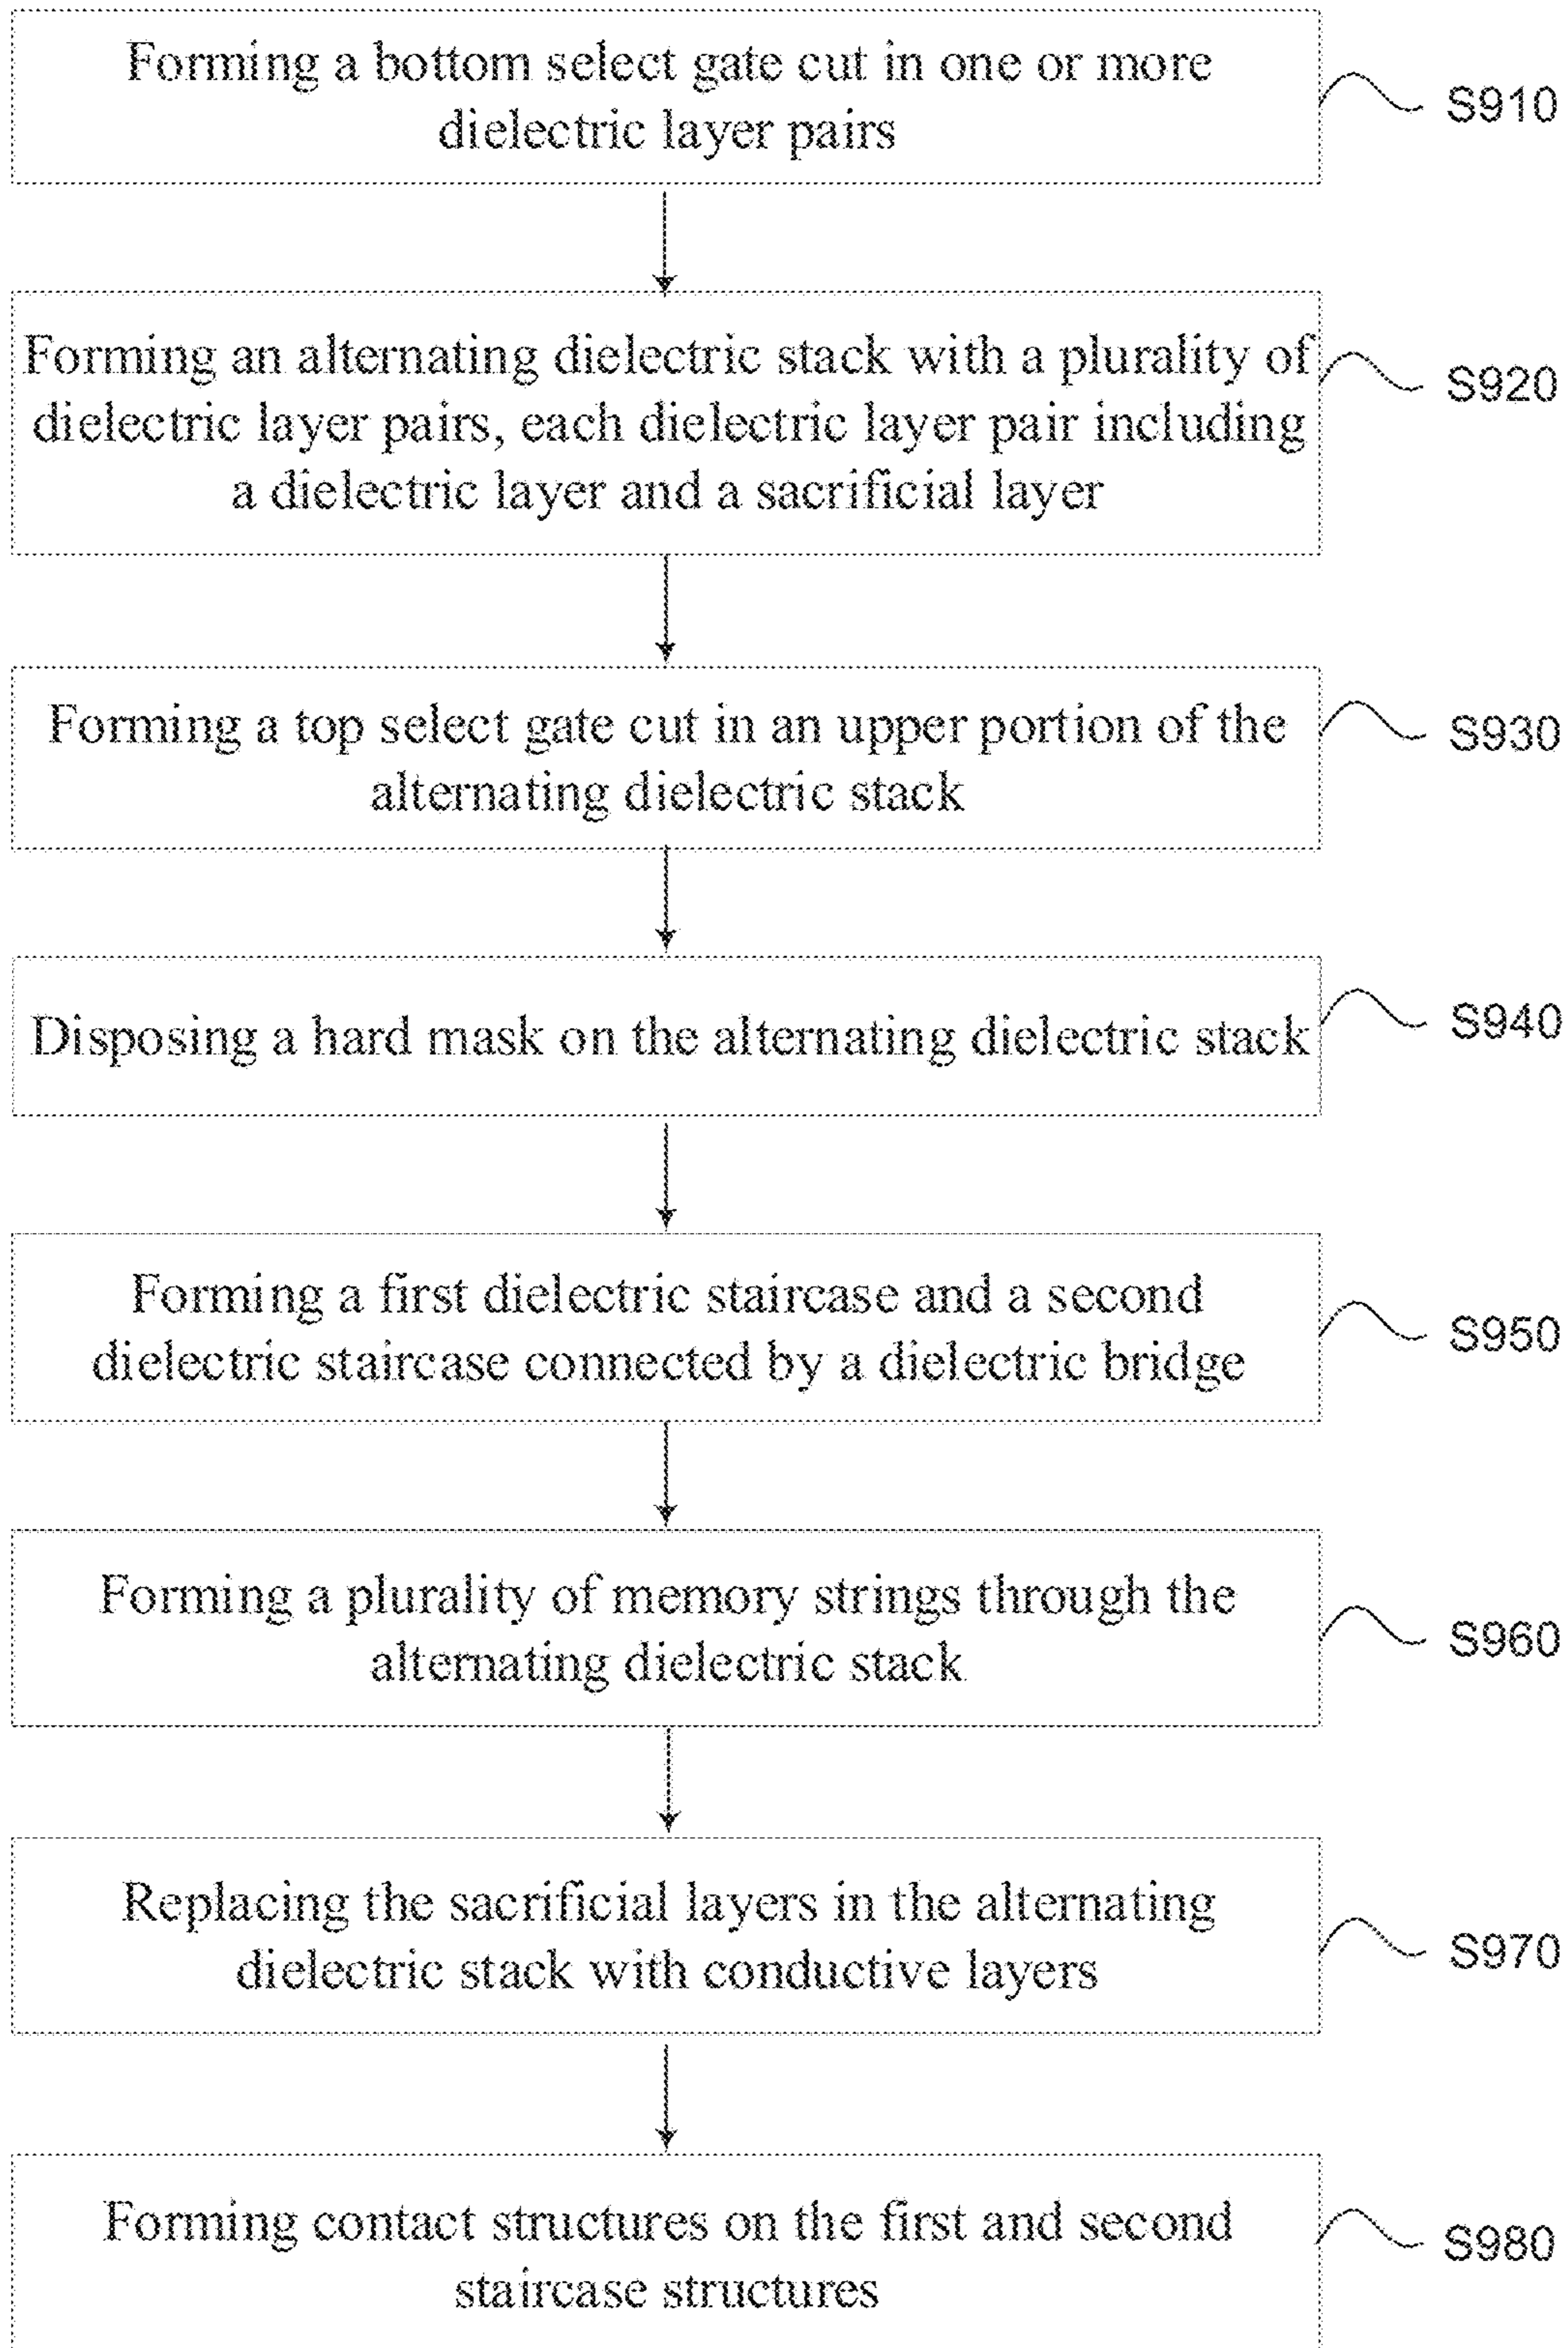 Forming a bottom select gate cut in one or more
dielectric layer pairs
S910
Forming an alternating dielectric stack with a plurality of
dielectric layer pairs, each dielectric layer pair including
a dielectric layer and a sacrificial layer
S920
Forming a top select gate cut in an upper portion of the
alternating dielectric stack
S930
Disposing a hard mask on the alternating dielectric stack
S940
Forming a first dielectric staircase and a second
dielectric staircase connected by a dielectric bridge
S950
Forming a plurality of memory strings through the
alternating dielectric stack
S960
Replacing the sacrificial layers in the alternating
dielectric stack with conductive layers
S970
Forming contact structures on the first and second
staircase structures
S980